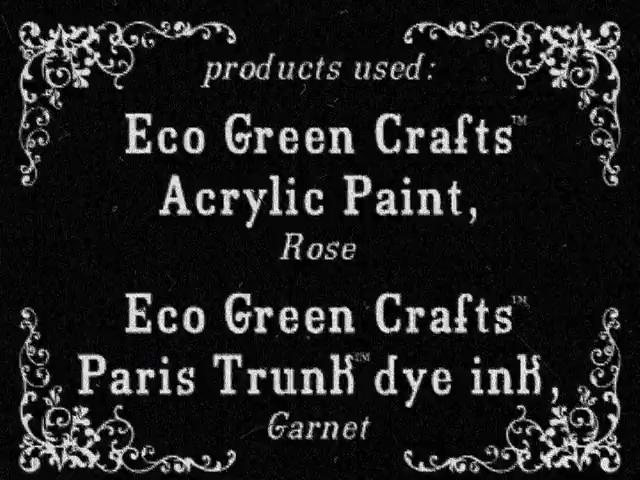 products used:
Eco Green Crafts™
Acrylic Paint,
Rose
Eco Green Crafts™
Paris Trunk™ dye ink,
Garnet